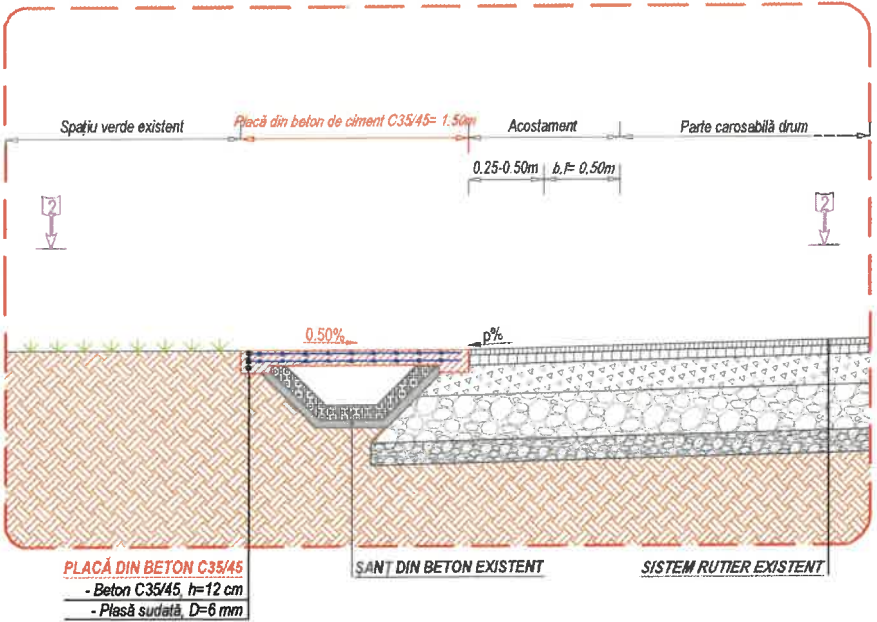 Spațiu verde existent
Placă din beton de ciment C35/45= 1.50m
Acostament
Parte carosabilă drum
0.25-0.50m
b.î= 0,50m
2
2
0.50%
p%
PLACĂ DIN BETON C35/45
- Beton C35/45, h=12 cm
- Plasă sudată, D=6 mm
ȘANT DIN BETON EXISTENT
SISTEM RUTIER EXISTENT